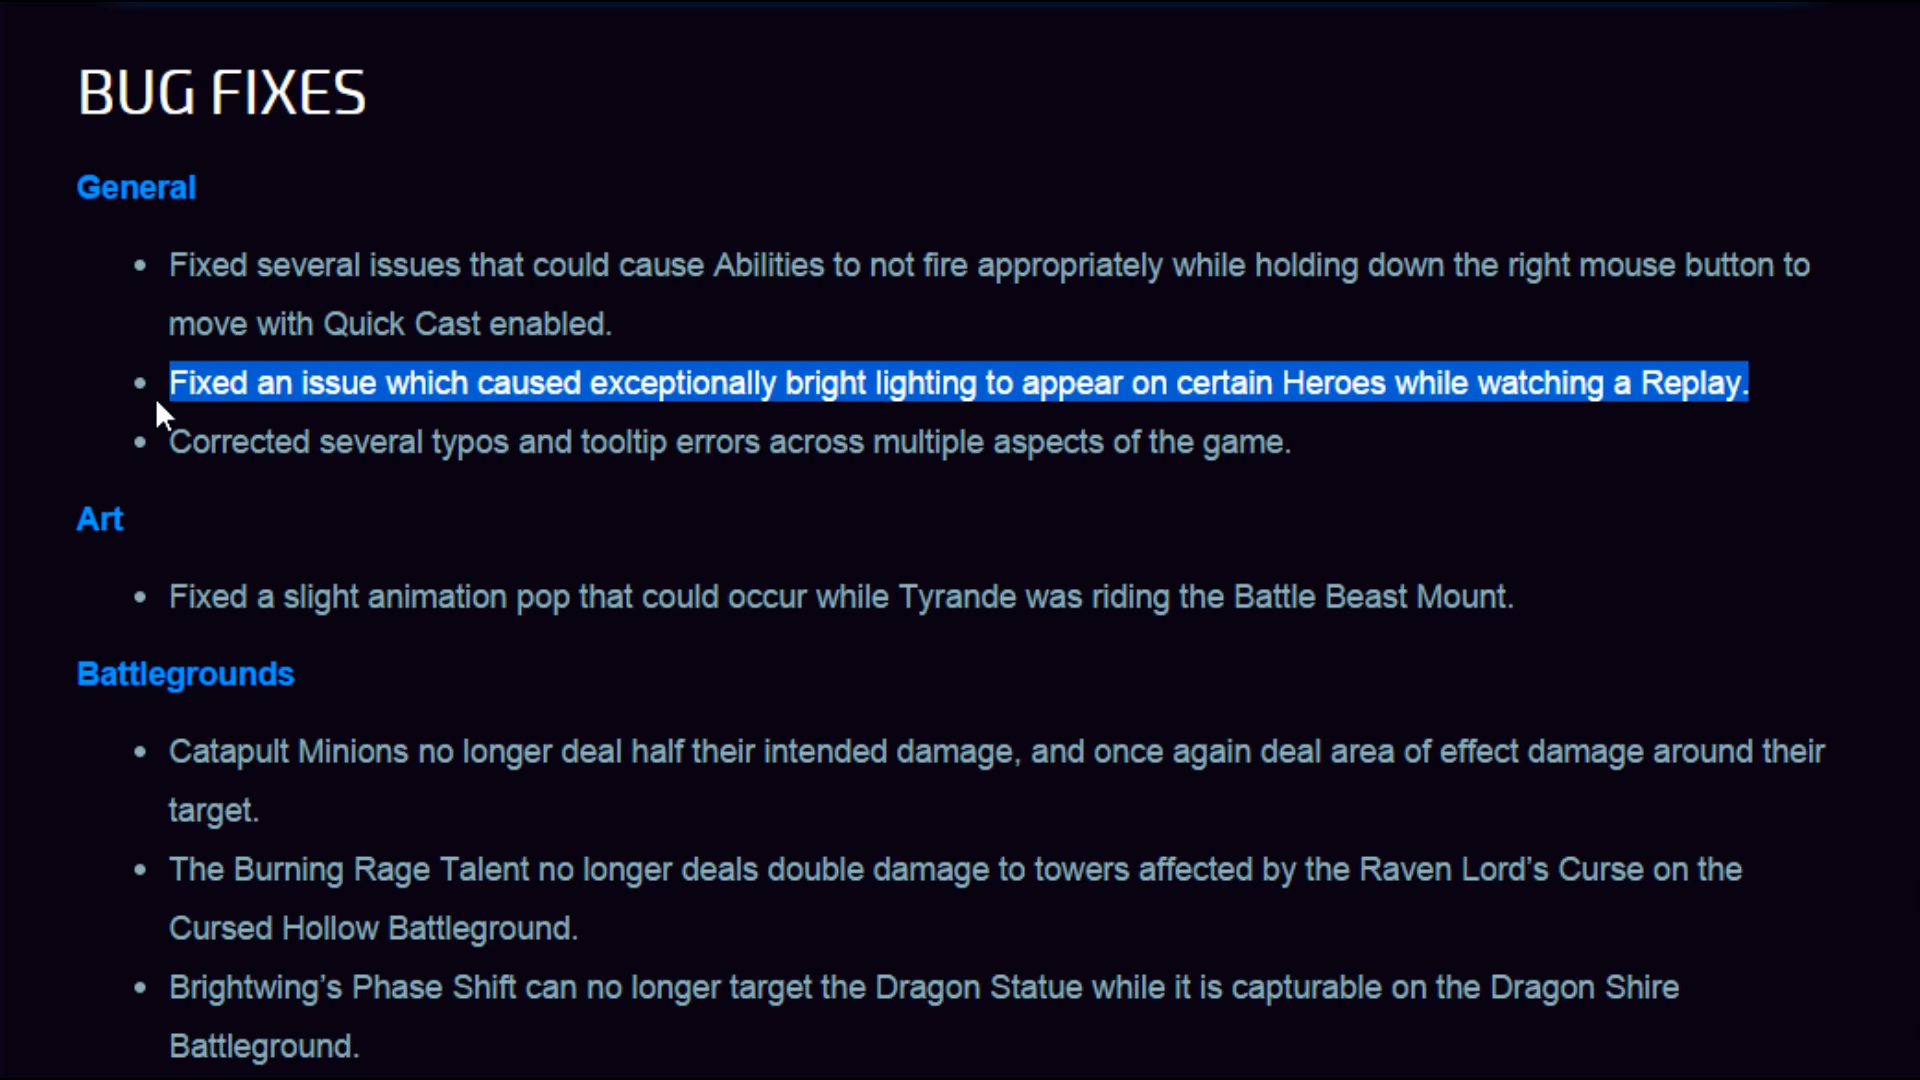 BUG FIXES
General
• Fixed several issues that could cause Abilities to not fire appropriately while holding down the right mouse button to
move with Quick Cast enabled.
• Fixed an issue which caused exceptionally bright lighting to appear on certain Heroes while watching a Replay.
• Corrected several typos and tooltip errors across multiple aspects of the game.
Art
• Fixed a slight animation pop that could occur while Tyrande was riding the Battle Beast Mount.
Battlegrounds
• Catapult Minions no longer deal half their intended damage, and once again deal area of effect damage around their
target.
• The Burning Rage Talent no longer deals double damage to towers affected by the Raven Lord’s Curse on the
Cursed Hollow Battleground.
• Brightwing’s Phase Shift can no longer target the Dragon Statue while it is capturable on the Dragon Shire
Battleground.